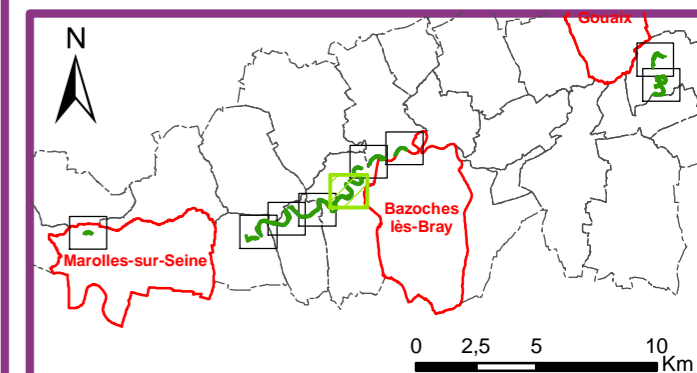 Gouaix
N
Bazoches
lès-Bray
Marolles-sur-Seine
0 2,5 5 10
Km